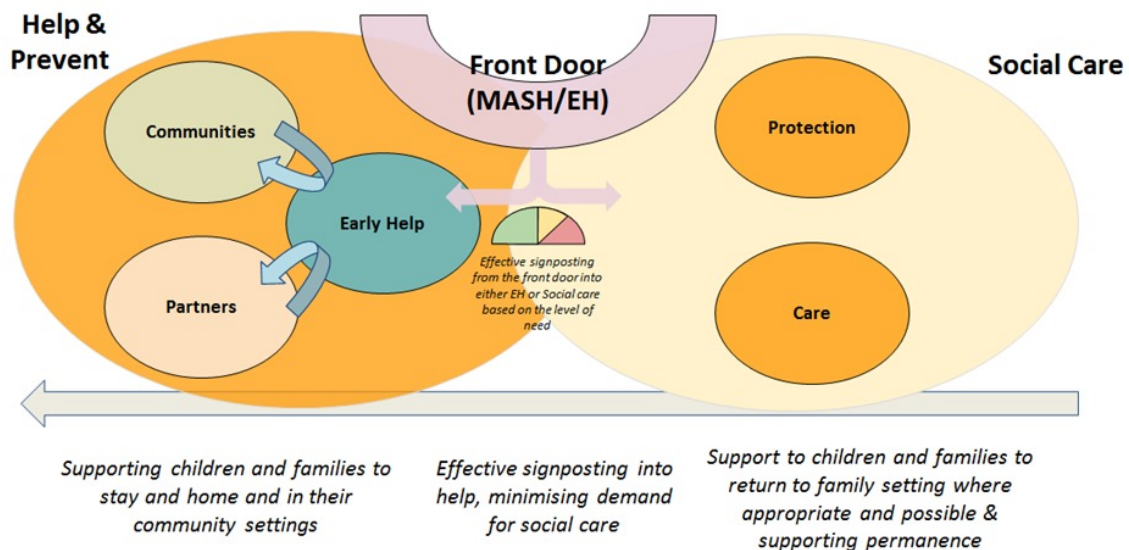 Help &
Prevent
Front Door
(MASH/EH)
Social Care
Communities
Protection
Early Help
Effective signposting
from the front door into
either EH or Social care
based on the level of
need
Partners
Care
Supporting children and families to
stay and home and in their
community settings
Effective signposting into
help, minimising demand
for social care
Support to children and families to
return to family setting where
appropriate and possible &
supporting permanence